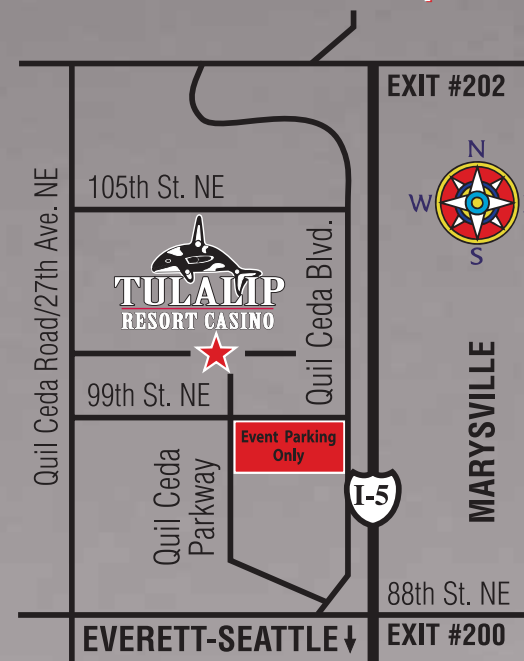 EXIT #202
N
W
S
105th St. NE
Quil Ceda Road/27th Ave. NE
TULALIP
RESORT CASINO
Quil Ceda Blvd.
99th St. NE
Event Parking
Only
Quil Ceda
Parkway
I-5
MARYSVILLE
88th St. NE
EVERETT-SEATTLE
EXIT #200